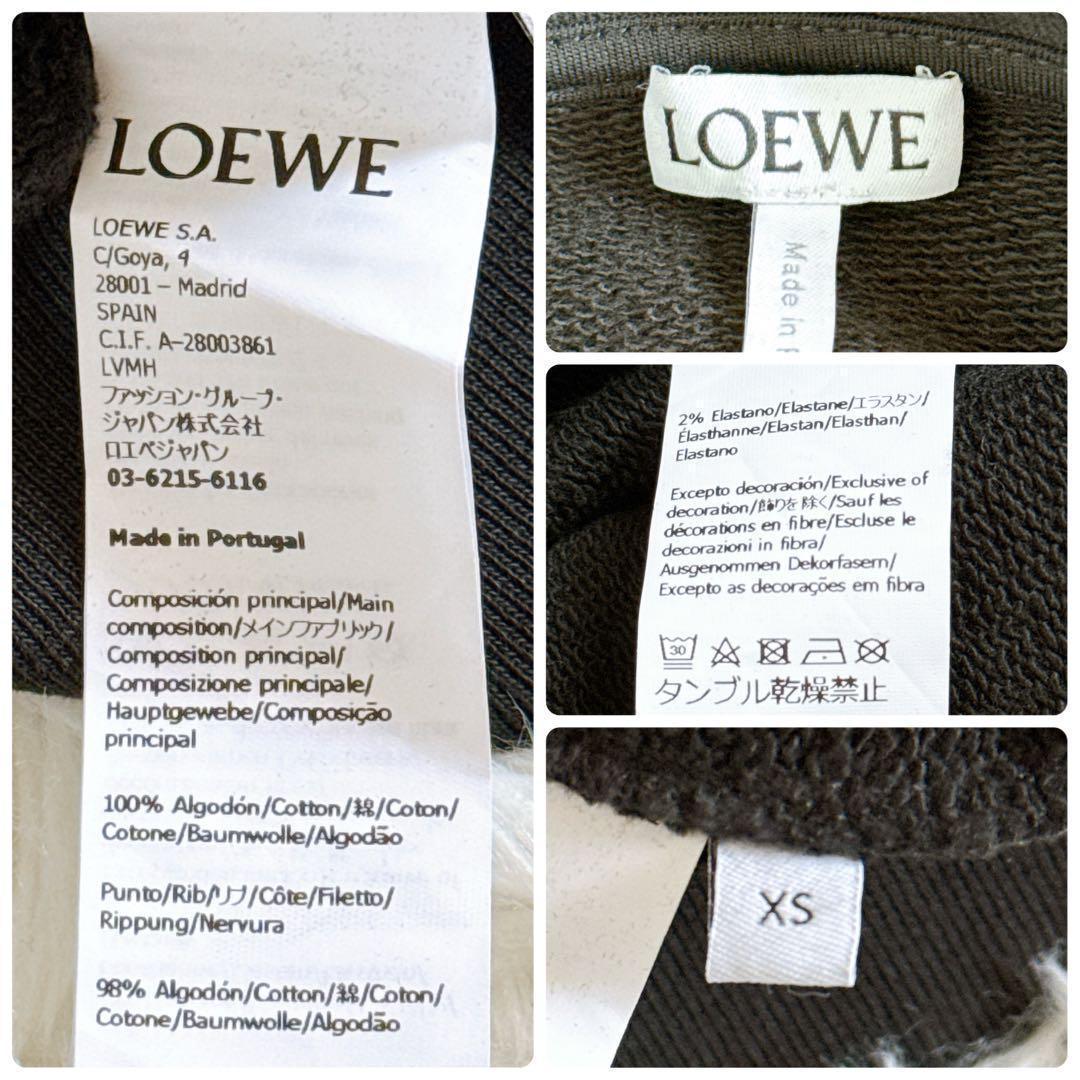 LOEWE
LOEWE S.A.
C/Goya, 4
28001 – Madrid
SPAIN
C.I.F. A-28003861
LVMH
ファッション・グループ・
ジャパン株式会社
ロエベジャパン
03-6215-6116
Made in Portugal
Composición principal/Main
composition/メインファブリック/
Composition principal/
Composizione principale/
Hauptgewebe/Composição
principal
100% Algodón/Cotton/綿/Coton/
Cotone/Baumwolle/Algodão
Punto/Rib/リブ/Côte/Filetto/
Rippung/Nervura
98% Algodón/Cotton/綿/Coton/
Cotone/Baumwolle/Algodão
LOEWE
Made in P
2% Elastano/Elastane/エラスタン/
Élasthanne/Elastan/Elasthan/
Elastano
Excepto decoración/Exclusive of
decoration/飾りを除く/Sauf les
décorations en fibre/Escluse le
decorazioni in fibra/
Ausgenommen Dekorfasern/
Excepto as decorações em fibra
30
タンブル乾燥禁止
XS